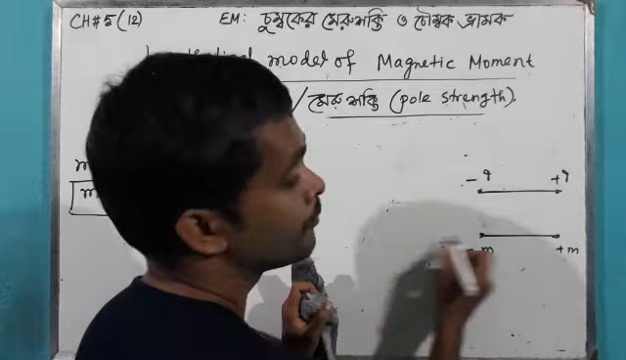 CH# 5 (12) EM: চুম্বকের মেরুশক্তি ও চৌম্বক ভ্রামক
model of Magnetic Moment
/ মেরু শক্তি (pole strength).
m
m
-q +q
-m +m